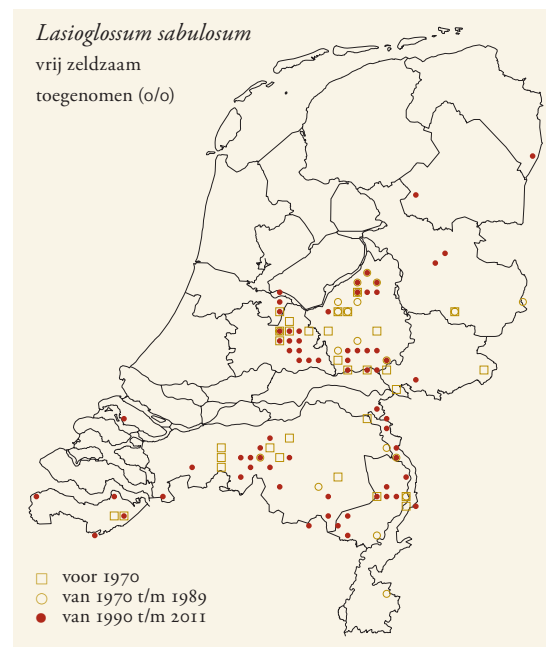 Lasioglossum sabulosum
vrij zeldzaam
toegenomen (0/0)
voor 1970
van 1970 t/m 1989
van 1990 t/m 2011